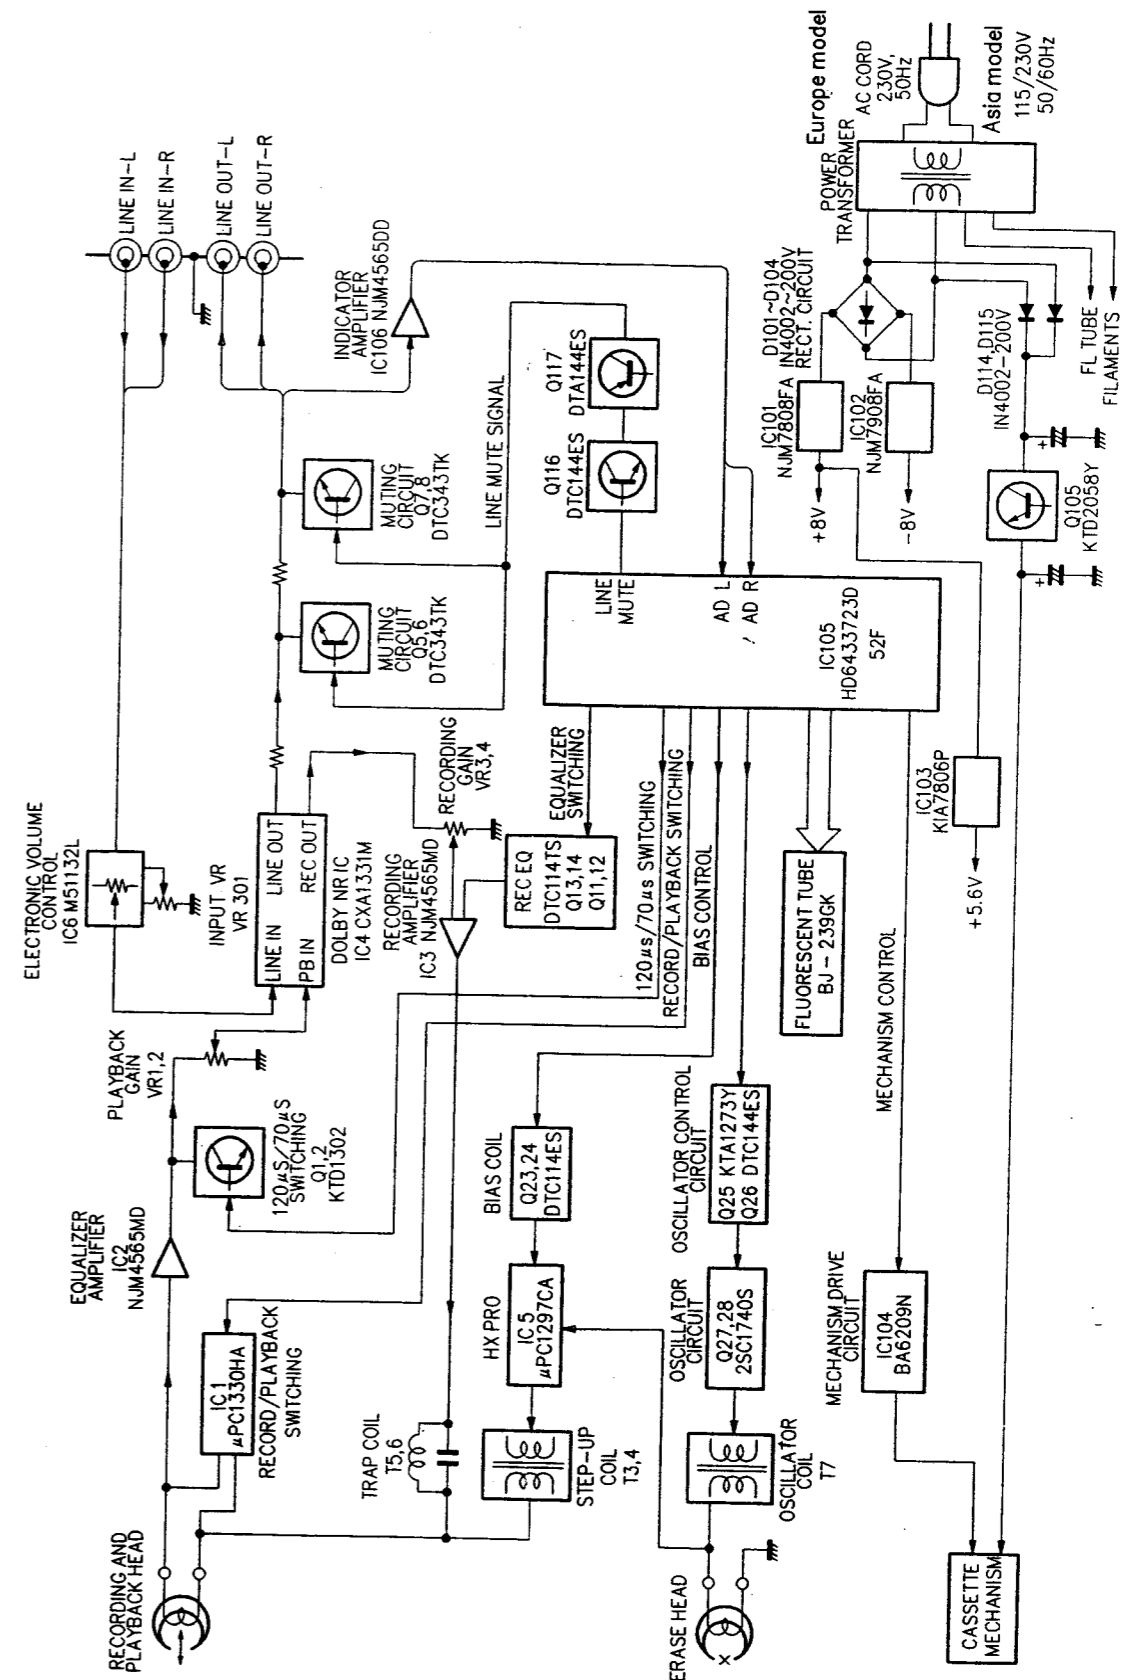 RECORDING AND
PLAYBACK HEAD
EQUALIZER
AMPLIFIER
IC2
NJM4565MD
IC1
μPC1330HA
RECORD/PLAYBACK
SWITCHING
120μS/70μS
SWITCHING
Q1,2
KTD1302
PLAYBACK
GAIN
VR1,2
ELECTRONIC VOLUME
CONTROL
IC6 M51132L
INPUT VR
VR 301
LINE IN
LINE OUT
PB IN
REC OUT
DOLBY NR IC
IC4 CXA1331M
RECORDING
AMPLIFIER
IC3 NJM4565MD
RECORDING
GAIN
VR3,4
LINE IN-L
LINE IN-R
LINE OUT-L
LINE OUT-R
MUTING
CIRCUIT
Q5,6
DTC343TK
MUTING
CIRCUIT
Q7,8
DTC343TK
INDICATOR
AMPLIFIER
IC106 NJM4565DD
LINE MUTE SIGNAL
Q116
DTC144ES
Q117
DTA144ES
TRAP COIL
T5,6
STEP-UP
COIL
T3,4
HX PRO
IC 5
μPC1297CA
BIAS COIL
Q23,24
DTC114ES
REC EQ
DTC114TS
Q13,14
Q11,12
EQUALIZER
SWITCHING
120μs/70μs SWITCHING
RECORD/PLAYBACK SWITCHING
BIAS CONTROL
LINE
MUTE
AD L
AD R
IC105
HD6433723D
52F
ERASE HEAD
OSCILLATOR
COIL
T7
OSCILLATOR
CIRCUIT
Q27,28
2SC1740S
OSCILLATOR CONTROL
CIRCUIT
Q25 KTA1273Y
Q26 DTC144ES
FLUORESCENT TUBE
BJ-239GK
MECHANISM CONTROL
MECHANISM DRIVE
CIRCUIT
IC104
BA6209N
CASSETTE
MECHANISM
+5.6V
IC103
KIA7806P
+8V
-8V
IC101
NJM7808FA
IC102
NJM7908FA
D101~D104
IN4002~200V
RECT. CIRCUIT
D114,D115
IN4002-200V
Q105
KTD2058Y
+
+
FL TUBE
FILAMENTS
POWER
TRANSFORMER
Europe model
AC CORD
230V,
50Hz
Asia model
115/230V
50/60Hz